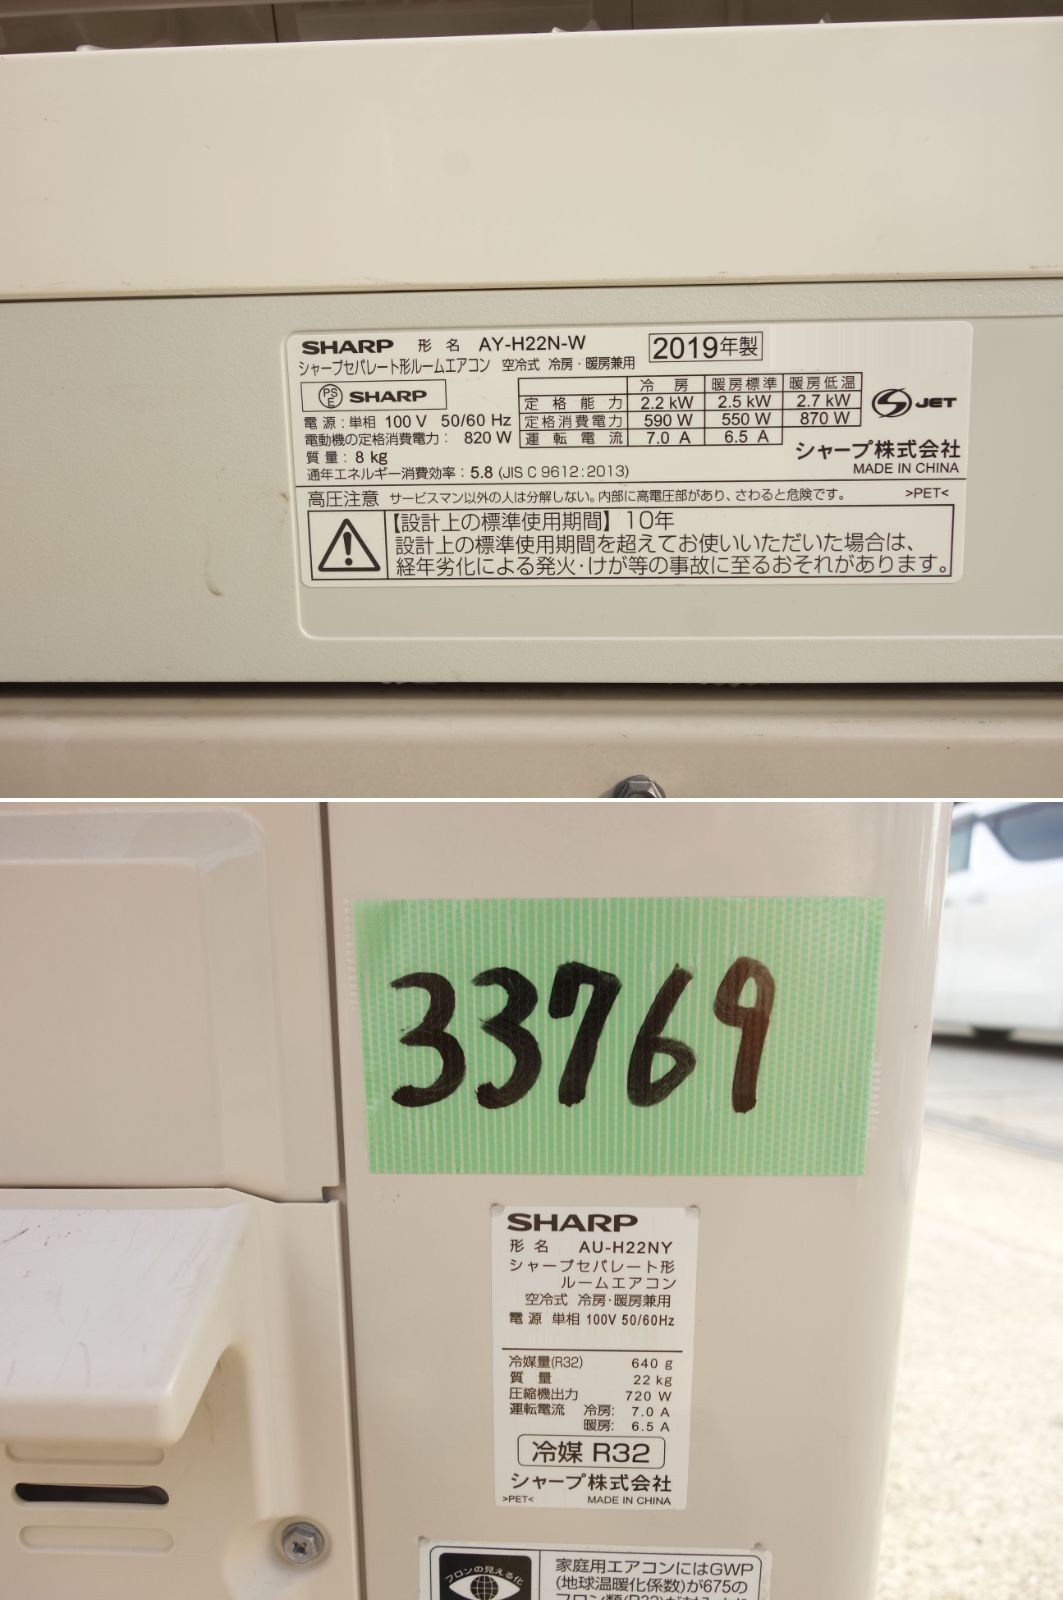 SHARP 形 名 AY-H22N-W 2019年製
シャープセパレート形ルームエアコン 空冷式 冷房・暖房兼用
PSE SHARP
電源:単相 100 V 50/60 Hz
電動機の定格消費電力: 820 W
質量: 8 kg
通年エネルギー消費効率: 5.8 (JIS C 9612:2013)
冷 房 暖房標準 暖房低温
定格能力 2.2 kW 2.5 kW 2.7 kW
定格消費電力 590 W 550 W 870 W
運転電流 7.0 A 6.5 A
JET
シャープ株式会社
MADE IN CHINA
高圧注意 サービスマン以外の人は分解しない。内部に高電圧部があり、さわると危険です。 >PET<
【設計上の標準使用期間】10年
設計上の標準使用期間を超えてお使いいただいた場合は、
経年劣化による発火・けが等の事故に至るおそれがあります。
33769
SHARP
形 名 AU-H22NY
シャープセパレート形
ルームエアコン
空冷式 冷房・暖房兼用
電源 単相 100V 50/60Hz
冷媒量(R32) 640 g
質 量 22 kg
圧縮機出力 720 W
運転電流 冷房: 7.0 A
暖房: 6.5 A
冷媒 R32
シャープ株式会社
>PET< MADE IN CHINA
フロンの見える化
家庭用エアコンにはGWP
(地球温暖化係数)が675の